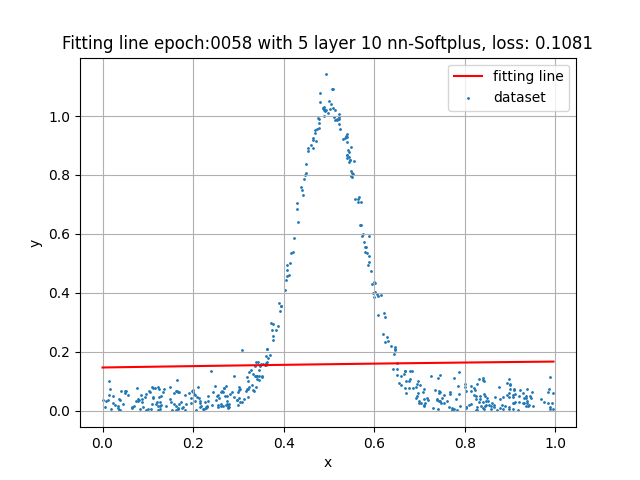 Fitting line epoch:0058 with 5 layer 10 nn-Softplus, loss: 0.1081
fitting line
dataset
1.0
0.8
0.6
0.4
0.2
0.0
y
0.0 0.2 0.4 0.6 0.8 1.0
x